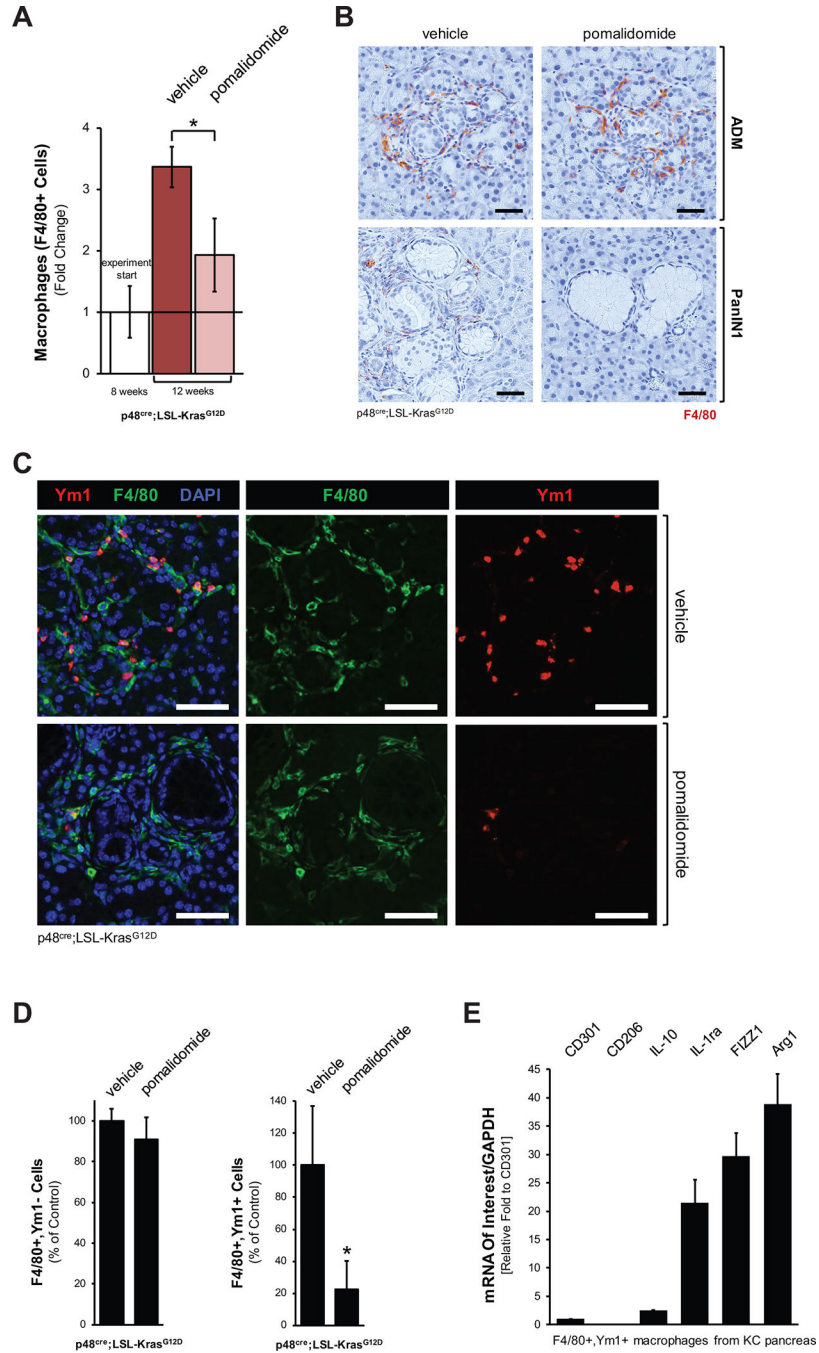 A
vehicle
pomalidomide
*
Macrophages (F4/80+ Cells)
(Fold Change)
4
3
2
1
0
experiment
start
8 weeks
12 weeks
p48cre;LSL-KrasG12D
B
vehicle
pomalidomide
ADM
PanIN1
p48cre;LSL-KrasG12D
F4/80
C
Ym1 F4/80 DAPI
F4/80
Ym1
vehicle
pomalidomide
p48cre;LSL-KrasG12D
D
vehicle
pomalidomide
F4/80+,Ym1- Cells
(% of Control)
100
80
60
40
20
0
p48cre;LSL-KrasG12D
vehicle
pomalidomide
F4/80+,Ym1+ Cells
(% of Control)
140
120
100
80
60
40
20
0
*
p48cre;LSL-KrasG12D
E
CD301
CD206
IL-10
IL-1ra
FIZZ1
Arg1
mRNA Of Interest/GAPDH
[Relative Fold to CD301]
45
40
35
30
25
20
15
10
5
0
F4/80+,Ym1+ macrophages from KC pancreas